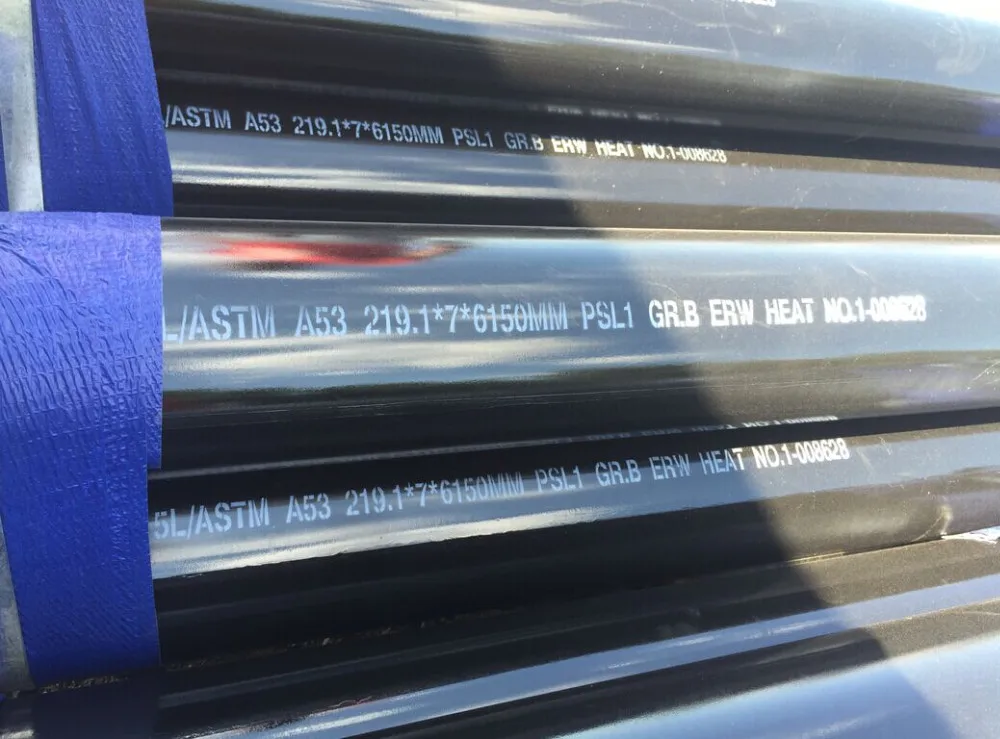 /ASTM A53 219.1*7*6150MM PSL1 GR.B ERW HEAT NO.1-008628
L/ASTM A53 219.1*7*6150MM PSL1 GR.B ERW HEAT NO.1-008628
5L/ASTM A53 219.1*7*6150MM PSL1 GR.B ERW HEAT NO.1-008628